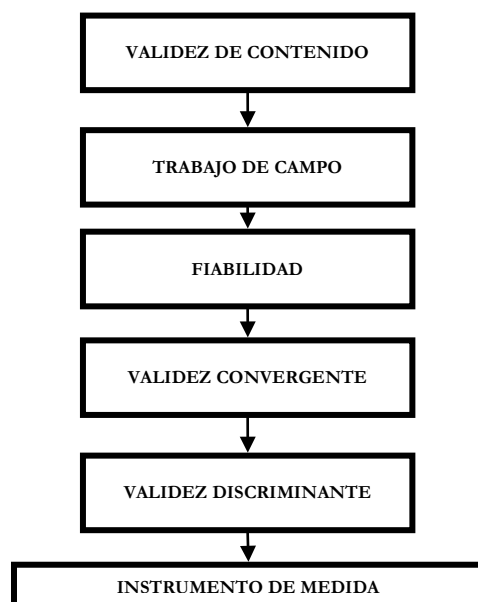 VALIDEZ DE CONTENIDO
TRABAJO DE CAMPO
FIABILIDAD
VALIDEZ CONVERGENTE
VALIDEZ DISCRIMINANTE
INSTRUMENTO DE MEDIDA